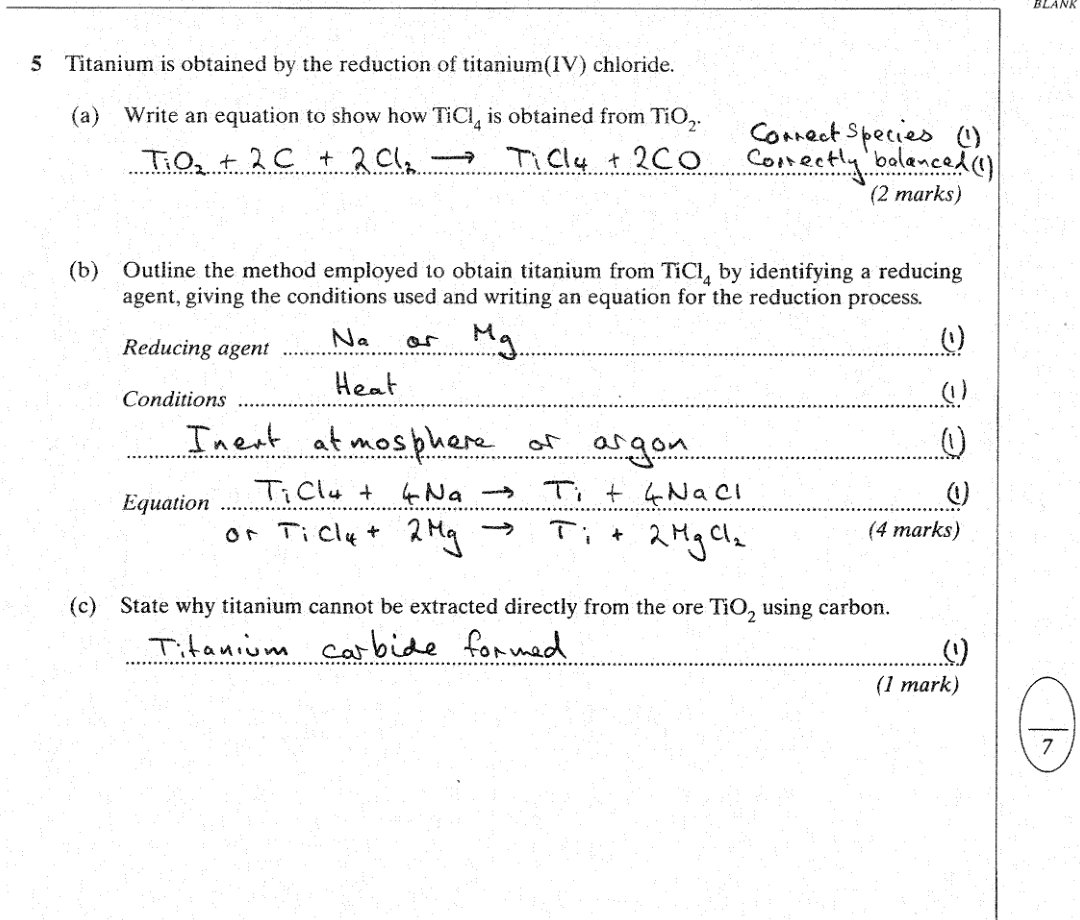 BLANK
5 Titanium is obtained by the reduction of titanium(IV) chloride.
(a) Write an equation to show how TiCl₄ is obtained from TiO₂.
Correct Species (1)
TiO₂ + 2C + 2Cl₂ → TiCl₄ + 2CO Correctly balanced (1)
(2 marks)
(b) Outline the method employed to obtain titanium from TiCl₄ by identifying a reducing
agent, giving the conditions used and writing an equation for the reduction process.
Reducing agent Na or Mg (1)
Conditions Heat (1)
Inert atmosphere or argon (1)
Equation TiCl₄ + 4Na → Ti + 4NaCl (1)
or TiCl₄ + 2Mg → Ti + 2MgCl₂ (4 marks)
(c) State why titanium cannot be extracted directly from the ore TiO₂ using carbon.
Titanium carbide formed (1)
(1 mark)
7